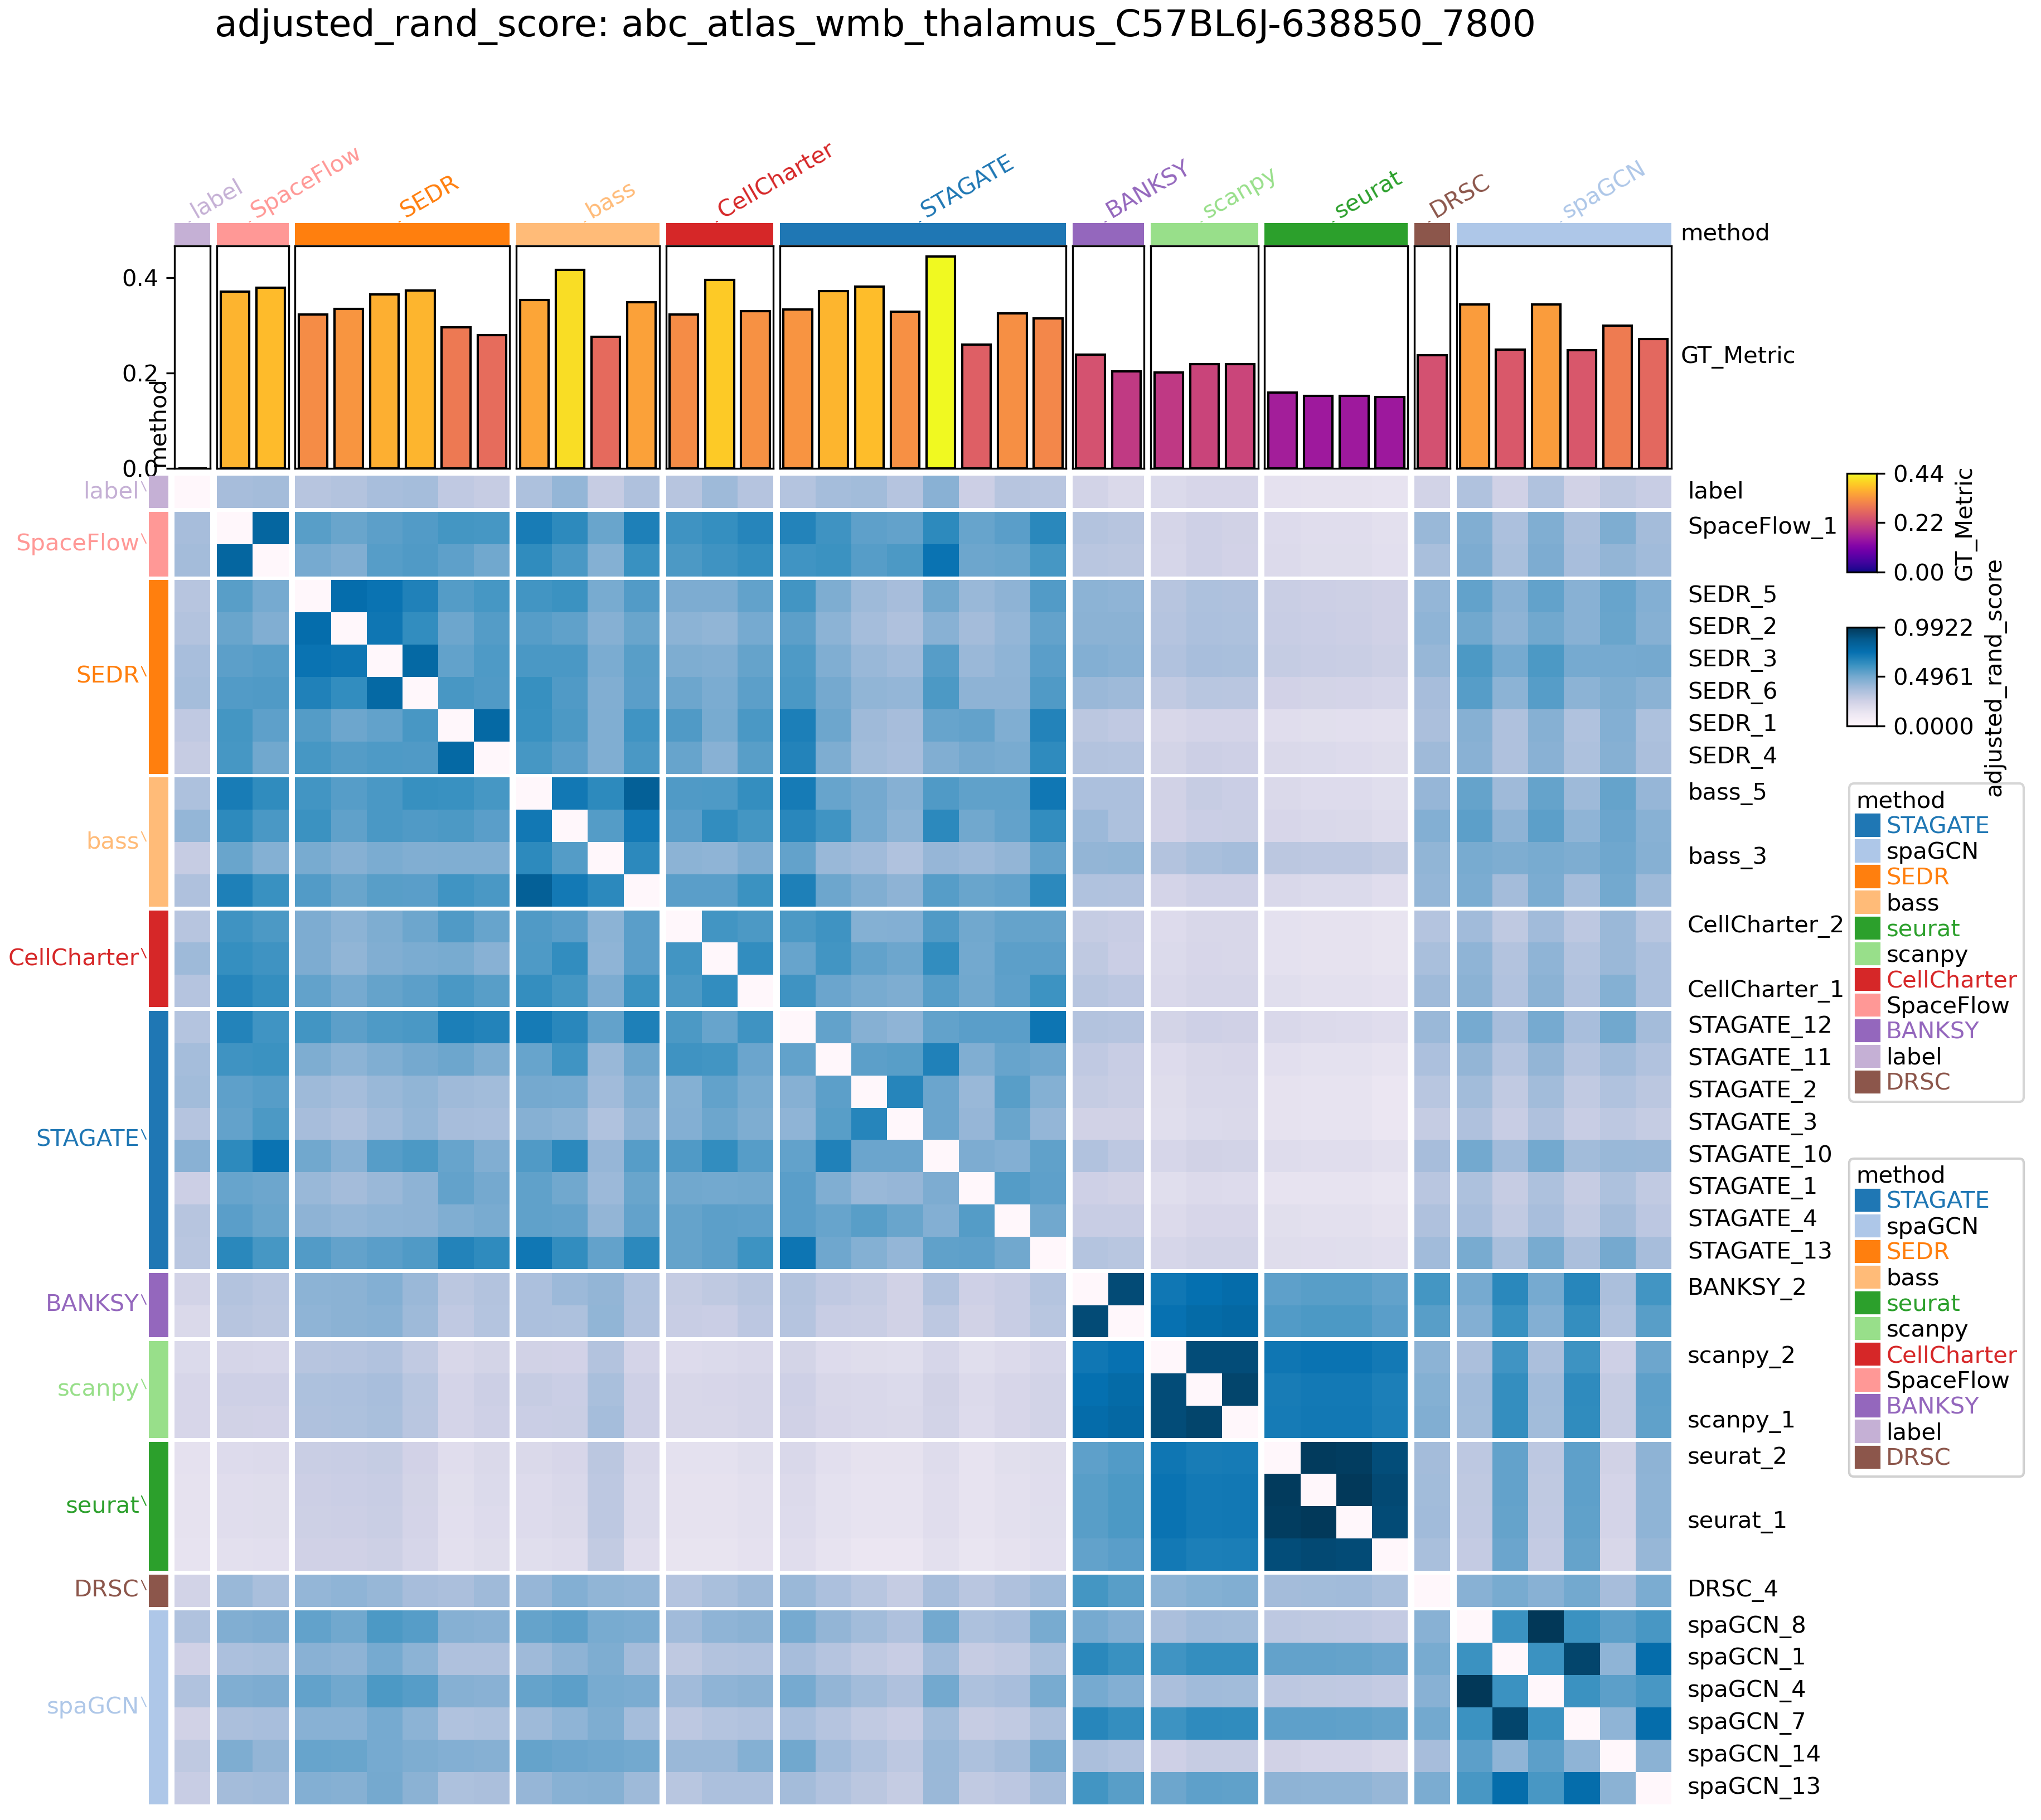 adjusted_rand_score: abc_atlas_wmb_thalamus_C57BL6J-638850_7800
label
SpaceFlow
SEDR
bass
CellCharter
STAGATE
BANKSY
scanpy
seurat
DRSC
spaGCN
method
0.4
0.2
0.0
method
GT_Metric
label
SpaceFlow
SEDR
bass
CellCharter
STAGATE
BANKSY
scanpy
seurat
DRSC
spaGCN
label
SpaceFlow_1
SEDR_5
SEDR_2
SEDR_3
SEDR_6
SEDR_1
SEDR_4
bass_5
bass_3
CellCharter_2
CellCharter_1
STAGATE_12
STAGATE_11
STAGATE_2
STAGATE_3
STAGATE_10
STAGATE_1
STAGATE_4
STAGATE_13
BANKSY_2
scanpy_2
scanpy_1
seurat_2
seurat_1
DRSC_4
spaGCN_8
spaGCN_1
spaGCN_4
spaGCN_7
spaGCN_14
spaGCN_13
0.44
0.22
0.00
GT_Metric
0.9922
0.4961
0.0000
adjusted_rand_score
method
STAGATE
spaGCN
SEDR
bass
seurat
scanpy
CellCharter
SpaceFlow
BANKSY
label
DRSC
method
STAGATE
spaGCN
SEDR
bass
seurat
scanpy
CellCharter
SpaceFlow
BANKSY
label
DRSC